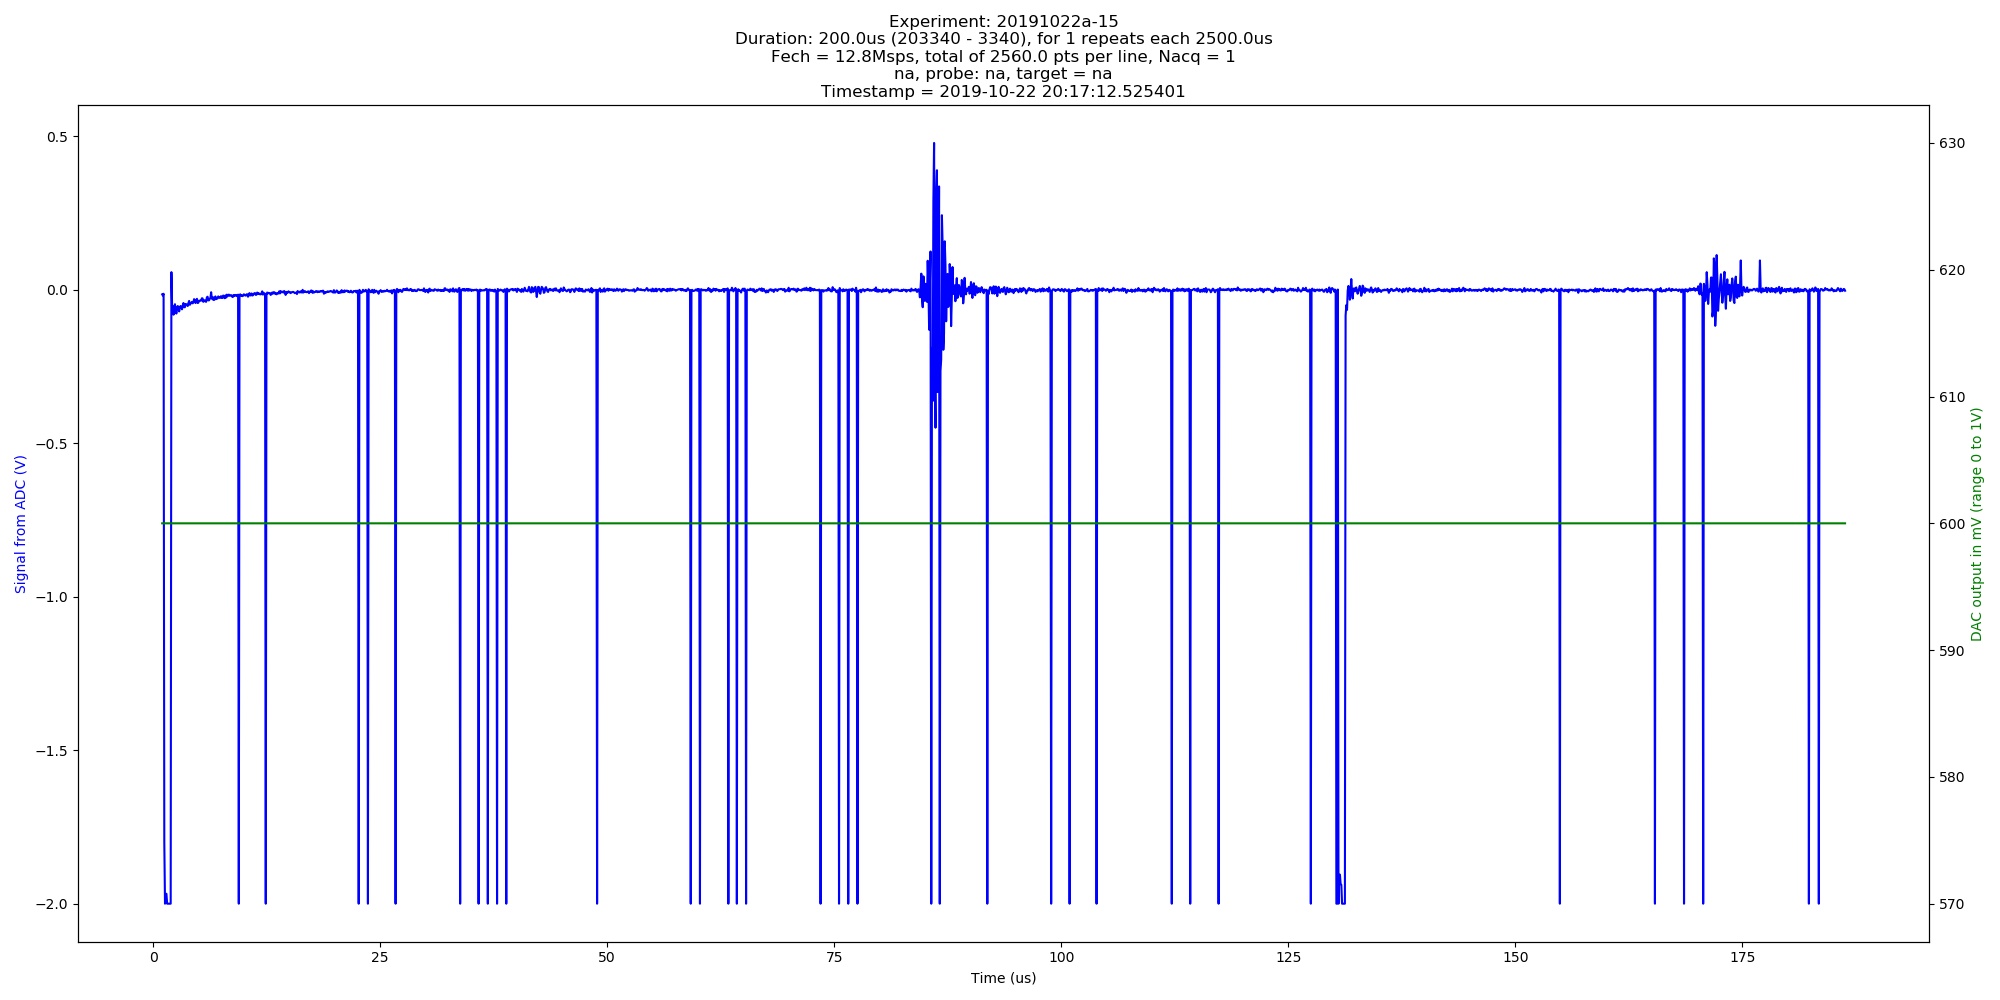 Experiment: 20191022a-15
Duration: 200.0us (203340 - 3340), for 1 repeats each 2500.0us
Fech = 12.8Msps, total of 2560.0 pts per line, Nacq = 1
na, probe: na, target = na
Timestamp = 2019-10-22 20:17:12.525401
0.5
0.0
−0.5
−1.0
−1.5
−2.0
Signal from ADC (V)
630
620
610
600
590
580
570
DAC output in mV (range 0 to 1V)
0 25 50 75 100 125 150 175
Time (us)